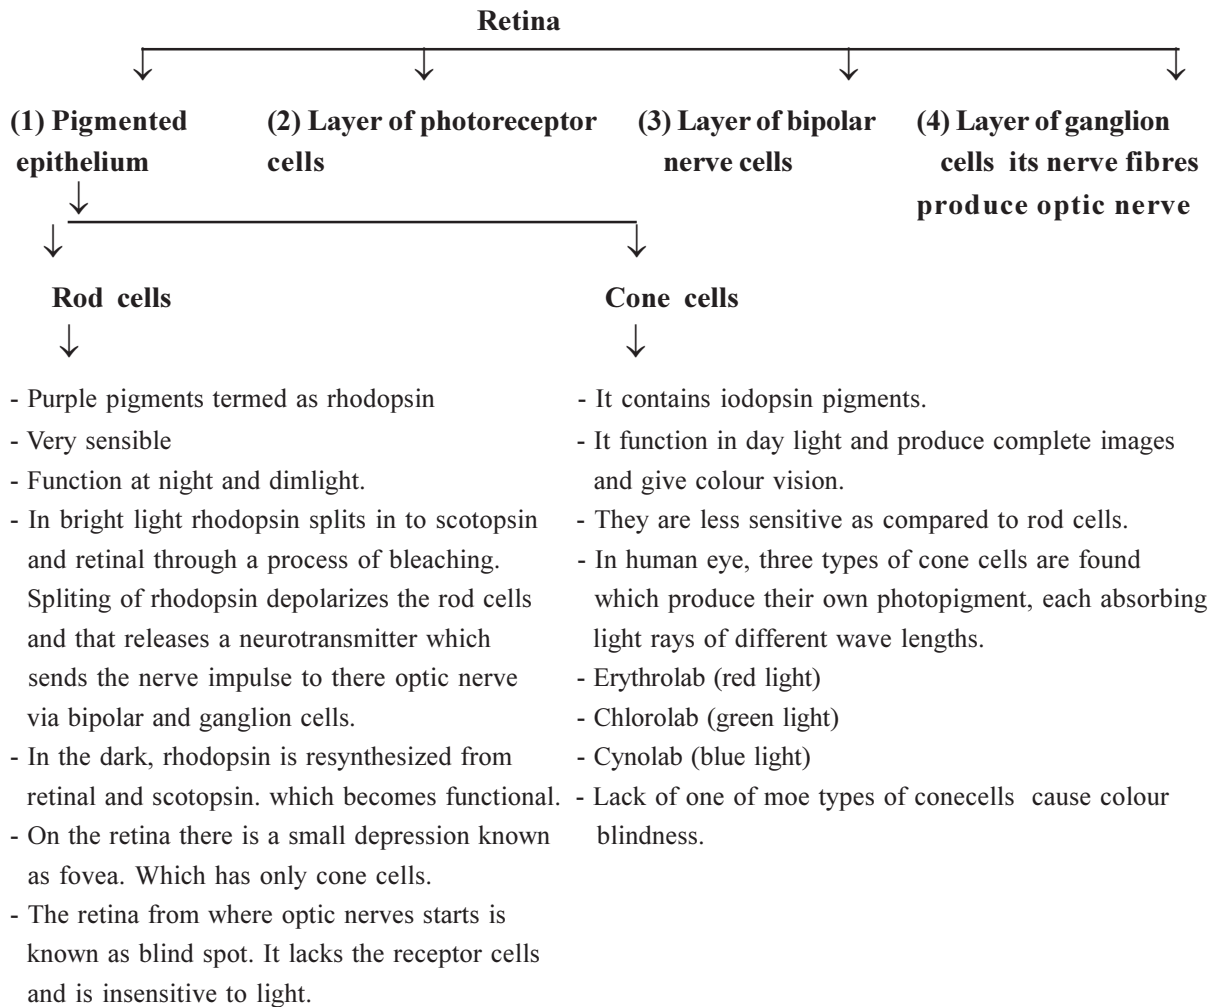 Retina
(1) Pigmented
epithelium
(2) Layer of photoreceptor
cells
(3) Layer of bipolar
nerve cells
(4) Layer of ganglion
cells its nerve fibres
produce optic nerve
Rod cells
- Purple pigments termed as rhodopsin
- Very sensible
- Function at night and dimlight.
- In bright light rhodopsin splits in to scotopsin
and retinal through a process of bleaching.
Spliting of rhodopsin depolarizes the rod cells
and that releases a neurotransmitter which
sends the nerve impulse to there optic nerve
via bipolar and ganglion cells.
- In the dark, rhodopsin is resynthesized from
retinal and scotopsin. which becomes functional.
- On the retina there is a small depression known
as fovea. Which has only cone cells.
- The retina from where optic nerves starts is
known as blind spot. It lacks the receptor cells
and is insensitive to light.
Cone cells
- It contains iodopsin pigments.
- It function in day light and produce complete images
and give colour vision.
- They are less sensitive as compared to rod cells.
- In human eye, three types of cone cells are found
which produce their own photopigment, each absorbing
light rays of different wave lengths.
- Erythrolab (red light)
- Chlorolab (green light)
- Cynolab (blue light)
- Lack of one of moe types of conecells cause colour
blindness.